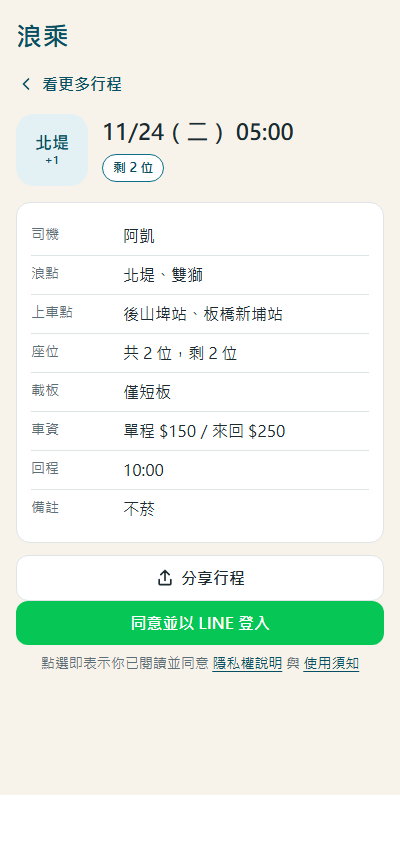 浪乘
看更多行程
北堤
+1
11/24（二）05:00
剩 2 位
司機 阿凱
浪點 北堤、雙獅
上車點 後山埤站、板橋新埔站
座位 共 2 位，剩 2 位
載板 僅短板
車資 單程 $150 / 來回 $250
回程 10:00
備註 不菸
分享行程
同意並以 LINE 登入
點選即表示你已閱讀並同意 隱私權說明 與 使用須知